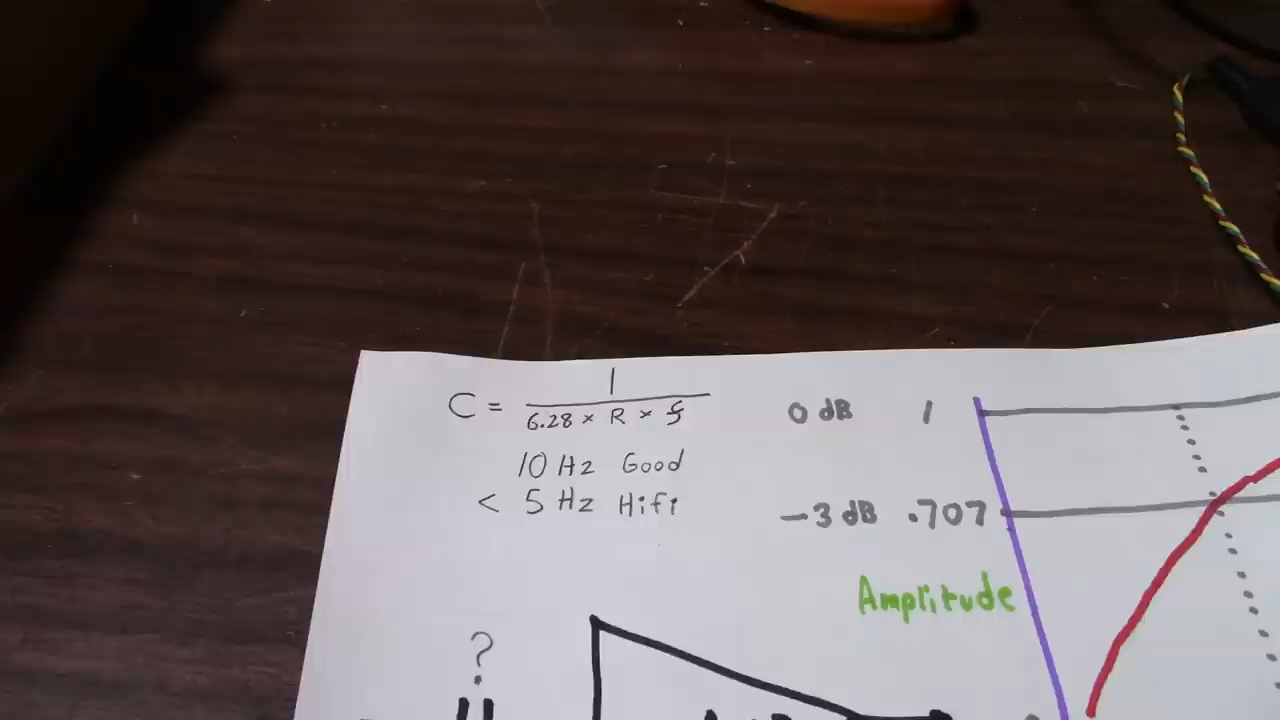 C = 1
6.28 × R × f
10 Hz Good
< 5 Hz Hifi
0 dB 1
-3 dB .707
Amplitude
?